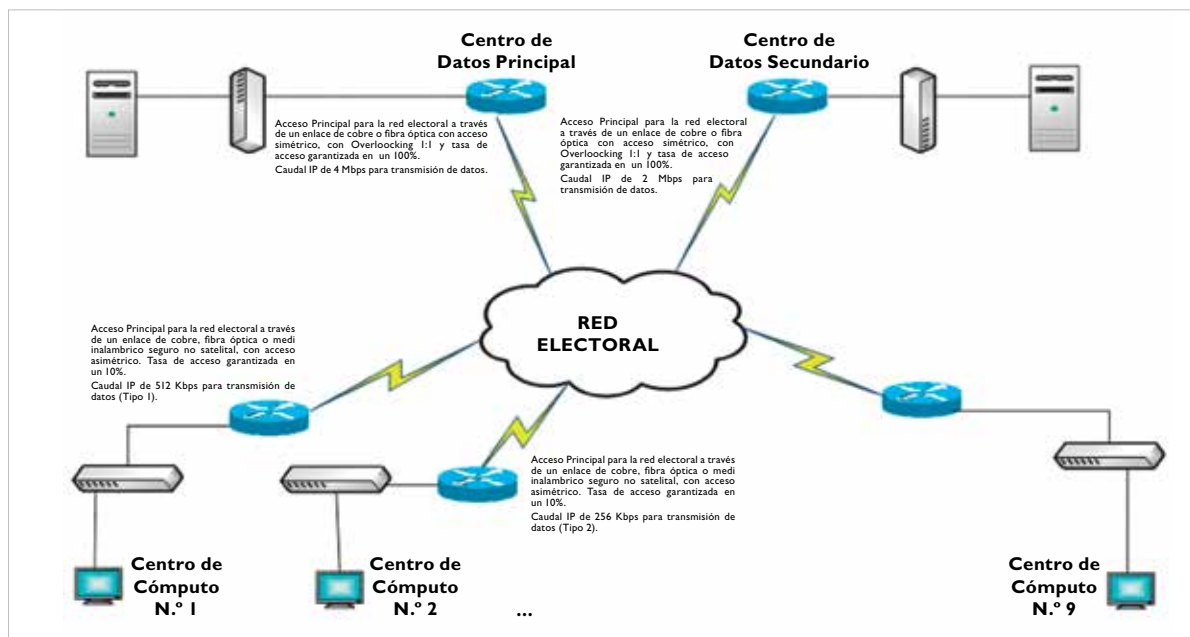 Centro de
Datos Principal
Centro de
Datos Secundario
Acceso Principal para la red electoral a través
de un enlace de cobre o fibra óptica con acceso
simétrico, con Overloocking 1:1 y tasa de
acceso garantizada en un 100%.
Caudal IP de 4 Mbps para transmisión de datos.
Acceso Principal para la red electoral
a través de un enlace de cobre o fibra
óptica con acceso simétrico, con
Overloocking 1:1 y tasa de acceso
garantizada en un 100%.
Caudal IP de 2 Mbps para
transmisión de datos.
RED
ELECTORAL
Acceso Principal para la red electoral a través
de un enlace de cobre, fibra óptica o medi
inalambrico seguro no satelital, con acceso
asimétrico. Tasa de acceso garantizada en
un 10%.
Caudal IP de 512 Kbps para transmisión de
datos (Tipo 1).
Acceso Principal para la red electoral a través
de un enlace de cobre, fibra óptica o medi
inalambrico seguro no satelital, con acceso
asimétrico. Tasa de acceso garantizada en
un 10%.
Caudal IP de 256 Kbps para transmisión de
datos (Tipo 2).
Centro de
Cómputo
N.º 1
Centro de
Cómputo
N.º 2
...
Centro de
Cómputo
N.º 9